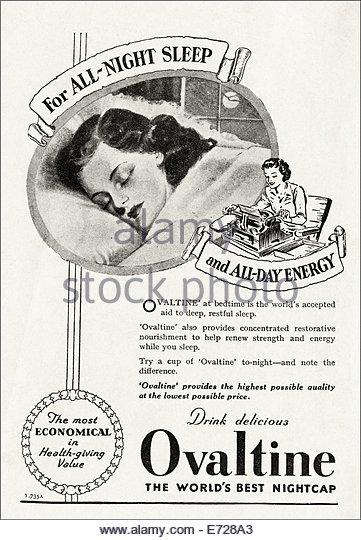 For ALL-NIGHT SLEEP
and ALL-DAY ENERGY
alamy
stock photo
OVALTINE' at bedtime is the world's accepted
aid to deep, restful sleep.
'Ovaltine' also provides concentrated restorative
nourishment to help renew strength and energy
while you sleep.
Try a cup of 'Ovaltine' to-night—and note the
difference.
'Ovaltine' provides the highest possible quality
at the lowest possible price.
The most
ECONOMICAL
in
Health-giving
Value
Drink delicious
Ovaltine
THE WORLD'S BEST NIGHTCAP
P.735A
E728A3
www.alamy.com